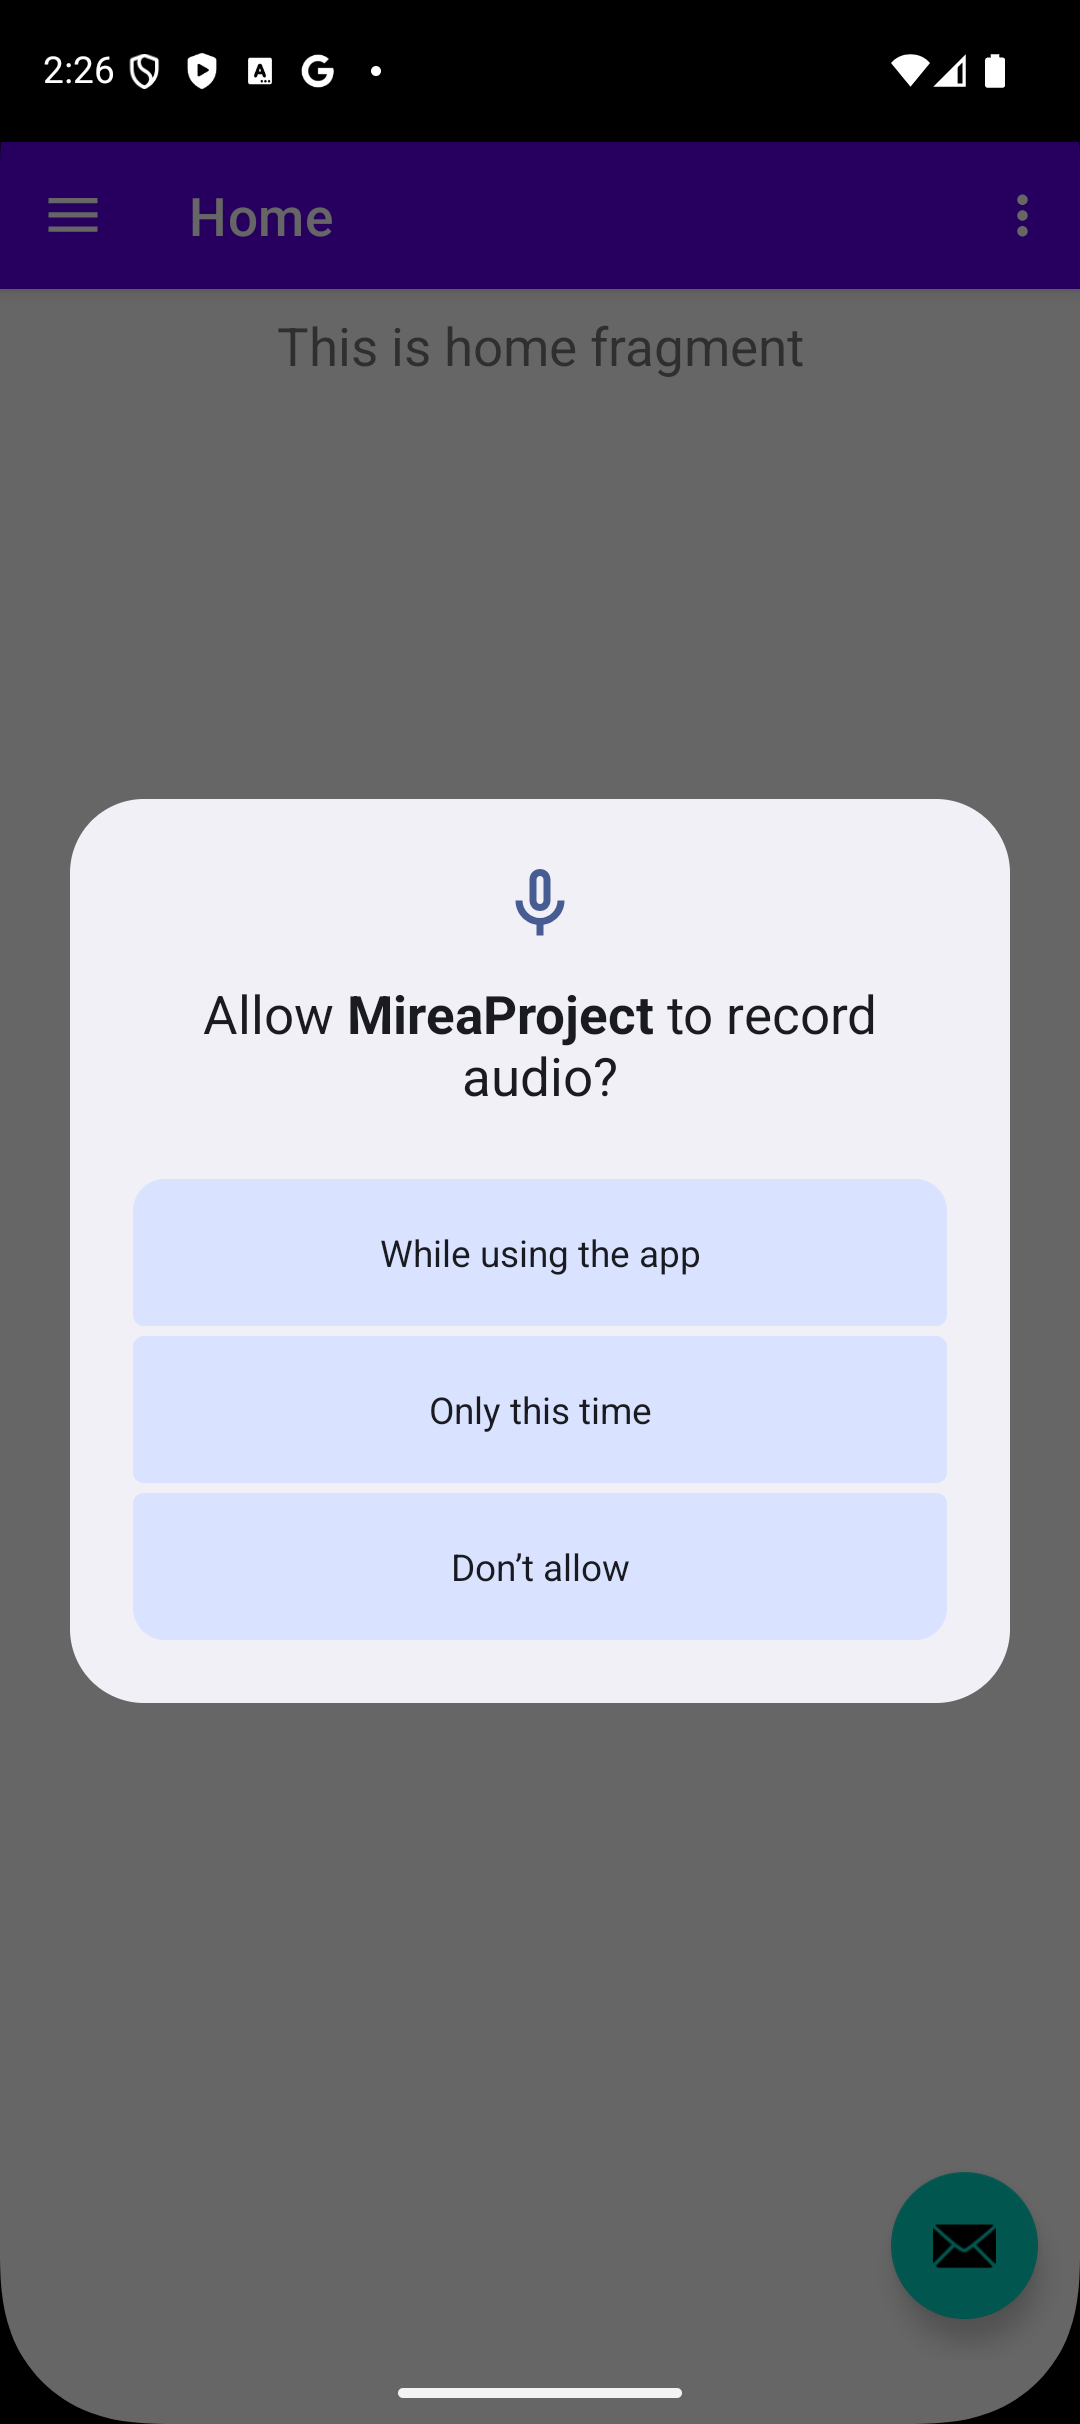 2:26
Home
This is home fragment
Allow MireaProject to record
audio?
While using the app
Only this time
Don’t allow